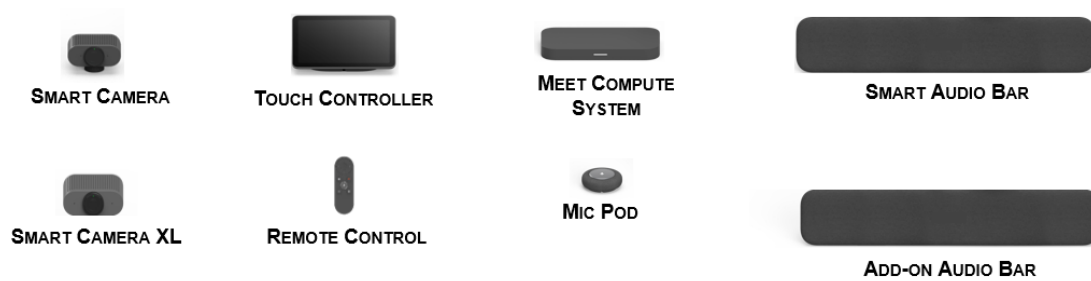 Smart Camera
Touch Controller
Meet Compute
System
Smart Audio Bar
Smart Camera XL
Remote Control
Mic Pod
Add-on Audio Bar